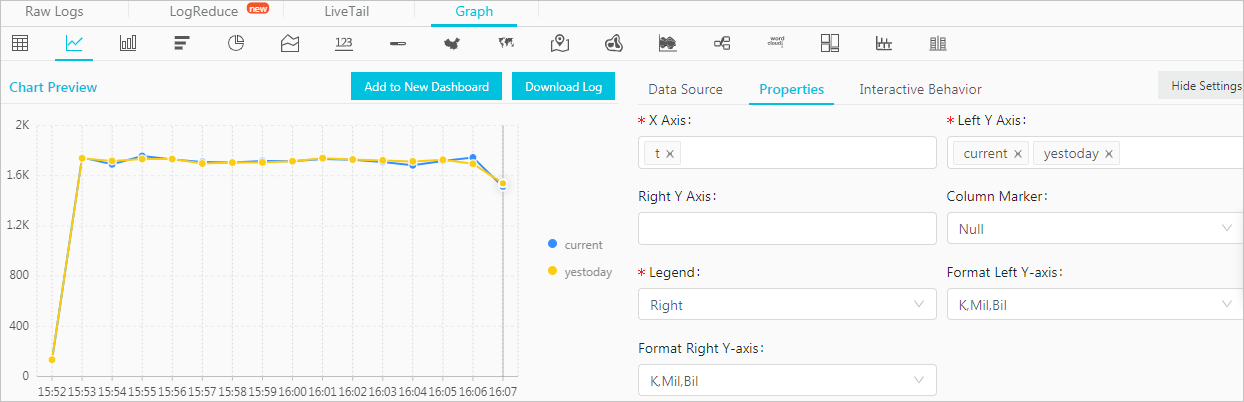 Raw Logs LogReduce new LiveTail Graph
123 word cloud
Chart Preview Add to New Dashboard Download Log
Data Source Properties Interactive Behavior Hide Settings
* X Axis: * Left Y Axis:
t × current × yestoday ×
Right Y Axis: Column Marker:
Null
* Legend: Format Left Y-axis:
Right K,Mil,Bil
Format Right Y-axis:
K,Mil,Bil
2K
1.6K
1.2K
800
400
0
15:52 15:53 15:54 15:55 15:56 15:57 15:58 15:59 16:00 16:01 16:02 16:03 16:04 16:05 16:06 16:07
current
yestoday